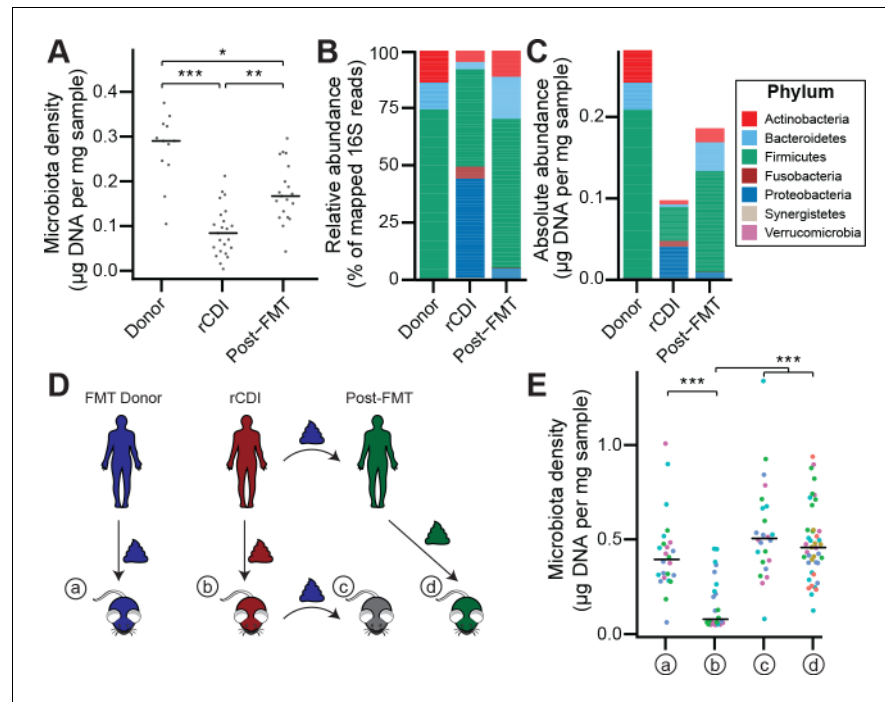 A
Microbiota density
(µg DNA per mg sample)
0.4
0.3
0.2
0.1
0.0
*
***
**
Donor
rCDI
Post−FMT
B
Relative abundance
(% of mapped 16S reads)
100
75
50
25
0
Donor
rCDI
Post−FMT
C
Absolute abundance
(µg DNA per mg sample)
0.2
0.1
0.0
Donor
rCDI
Post−FMT
Phylum
Actinobacteria
Bacteroidetes
Firmicutes
Fusobacteria
Proteobacteria
Synergistetes
Verrucomicrobia
D
FMT Donor
rCDI
Post-FMT
a
b
c
d
E
Microbiota density
(µg DNA per mg sample)
1.0
0.5
0.0
***
***
a
b
c
d